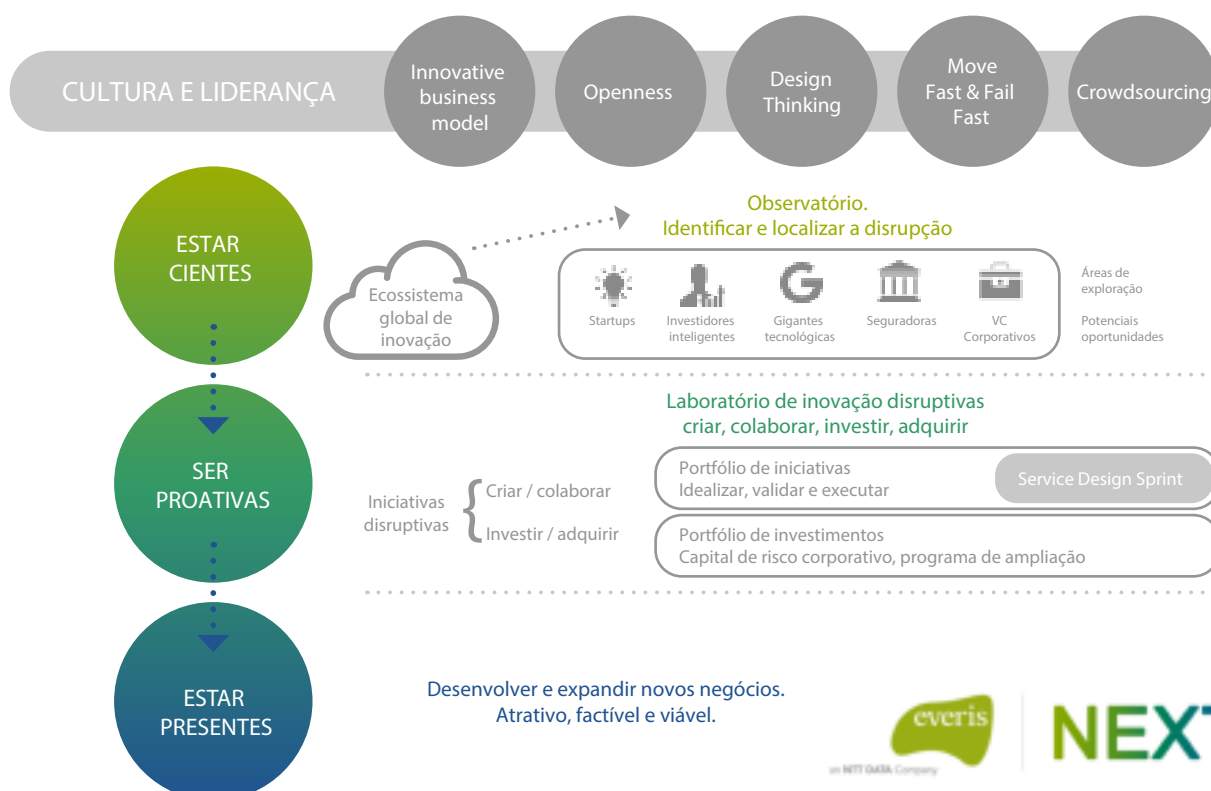 CULTURA E LIDERANÇA
Innovative
business
model
Openness
Design
Thinking
Move
Fast & Fail
Fast
Crowdsourcing
ESTAR
CIENTES
Ecossistema
global de
inovação
Observatório.
Identificar e localizar a disrupção
Startups
Investidores
inteligentes
Gigantes
tecnológicas
Seguradoras
VC
Corporativos
Áreas de
exploração
Potenciais
oportunidades
SER
PROATIVAS
Iniciativas
disruptivas
Criar / colaborar
Investir / adquirir
Laboratório de inovação disruptivas
criar, colaborar, investir, adquirir
Portfólio de iniciativas
Idealizar, validar e executar
Service Design Sprint
Portfólio de investimentos
Capital de risco corporativo, programa de ampliação
ESTAR
PRESENTES
Desenvolver e expandir novos negócios.
Atrativo, factível e viável.
everis
an NTT DATA Company
NEXT